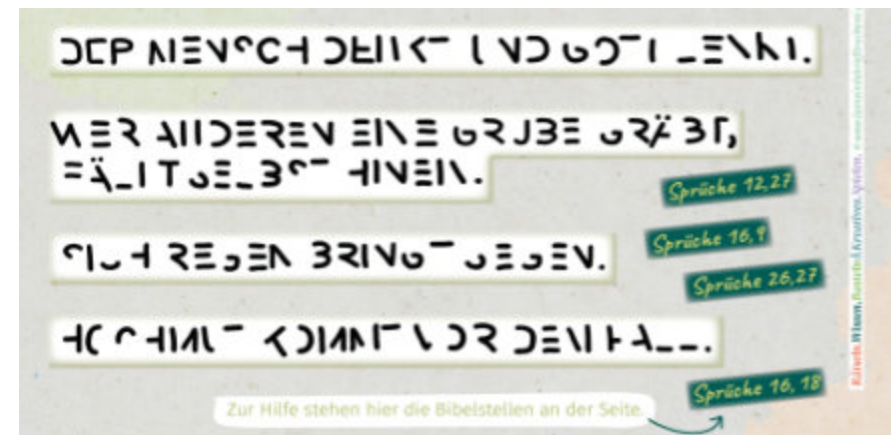 DER MENSCH DENKT UND GOTT LENKT.
WER ANDEREN EINE GRUBE GRÄBT,
FÄLLT SELBST HINEIN.
Sprüche 12,27
SICH REGEN BRINGT SEGEN.
Sprüche 16,9
Sprüche 26,27
HOCHMUT KOMMT VOR DEM FALL.
Sprüche 16, 18
Zur Hilfe stehen hier die Bibelstellen an der Seite.